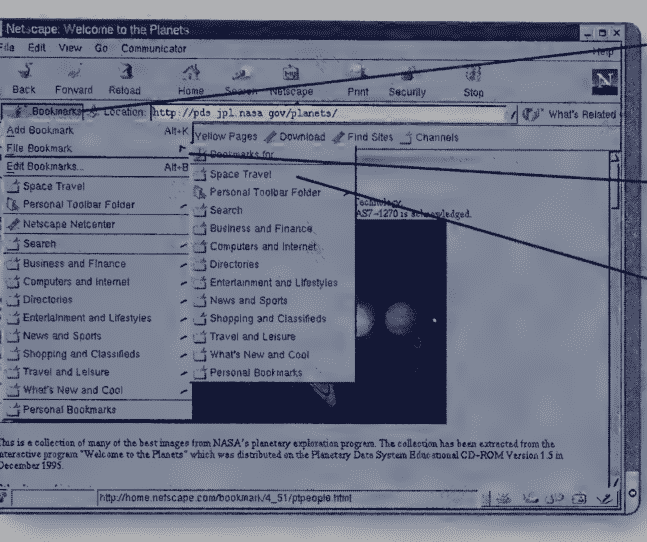 Netscape: Welcome to the Planets
File Edit View Go Communicator Help
Back Forward Reload Home Search Netscape Print Security Stop
N
Bookmarks Location: http://pds.jpl.nasa.gov/planets/ What's Related
Add Bookmark Alt+K
File Bookmark
Edit Bookmarks... Alt+B
Space Travel
Personal Toolbar Folder
Netscape Netcenter
Search
Business and Finance
Computers and Internet
Directories
Entertainment and Lifestyles
News and Sports
Shopping and Classifieds
Travel and Leisure
What's New and Cool
Personal Bookmarks
Yellow Pages Download Find Sites Channels
Bookmarks for
Space Travel
Personal Toolbar Folder
Search
Business and Finance
Computers and Internet
Directories
Entertainment and Lifestyles
News and Sports
Shopping and Classifieds
Travel and Leisure
What's New and Cool
Personal Bookmarks
Technology
AS7-1270 is acknowledged.
This is a collection of many of the best images from NASA's planetary exploration program. The collection has been extracted from the
interactive program "Welcome to the Planets" which was distributed on the Planetary Data System Educational CD-ROM Version 1.5 in
December 1995.
http://home.netscape.com/bookmark/4_51/ptpeople.html